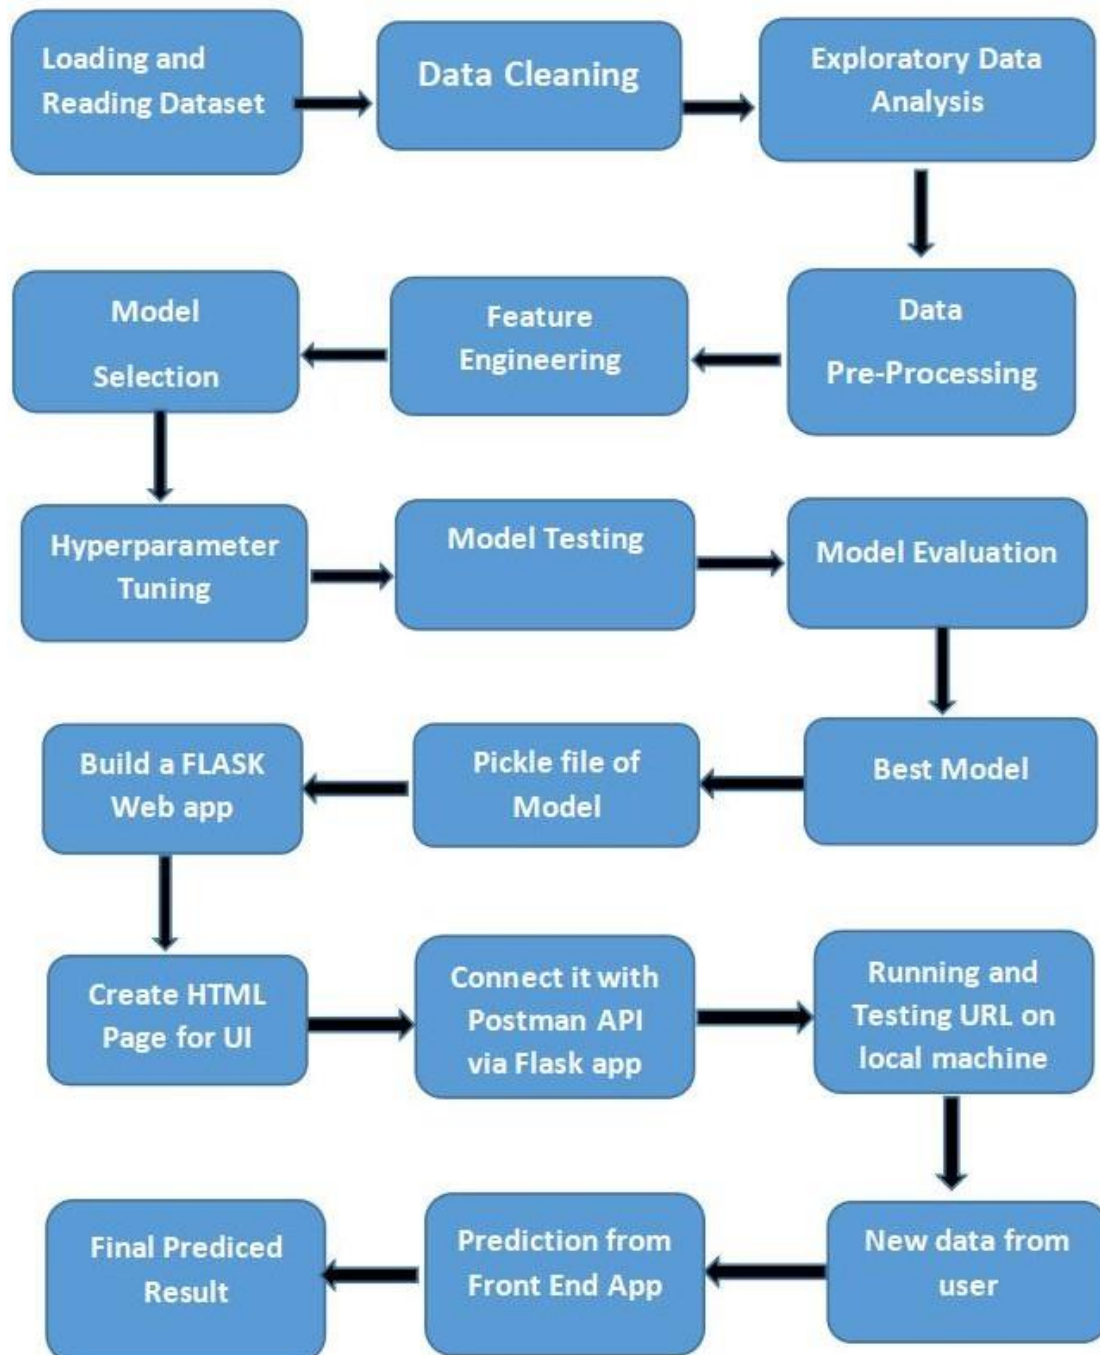 Loading and
Reading Dataset
Data Cleaning
Exploratory Data
Analysis
Data
Pre-Processing
Feature
Engineering
Model
Selection
Hyperparameter
Tuning
Model Testing
Model Evaluation
Best Model
Pickle file of
Model
Build a FLASK
Web app
Create HTML
Page for UI
Connect it with
Postman API
via Flask app
Running and
Testing URL on
local machine
New data from
user
Prediction from
Front End App
Final Prediced
Result